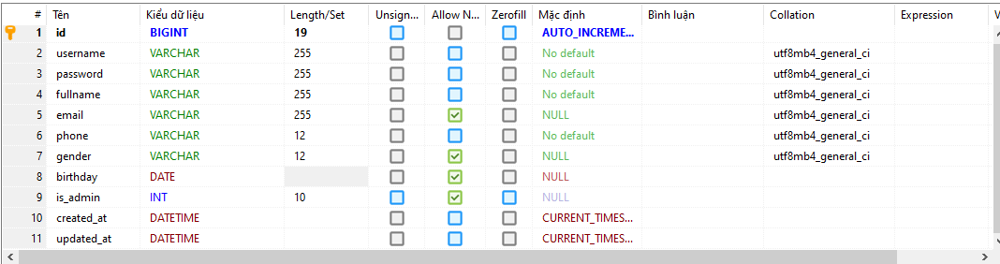 # Tên Kiểu dữ liệu Length/Set Unsign... Allow N... Zerofill Mặc định Bình luận Collation Expression V
1 id BIGINT 19 AUTO_INCREME...
2 username VARCHAR 255 No default utf8mb4_general_ci
3 password VARCHAR 255 No default utf8mb4_general_ci
4 fullname VARCHAR 255 No default utf8mb4_general_ci
5 email VARCHAR 255 NULL utf8mb4_general_ci
6 phone VARCHAR 12 No default utf8mb4_general_ci
7 gender VARCHAR 12 NULL utf8mb4_general_ci
8 birthday DATE NULL
9 is_admin INT 10 NULL
10 created_at DATETIME CURRENT_TIMES...
11 updated_at DATETIME CURRENT_TIMES...